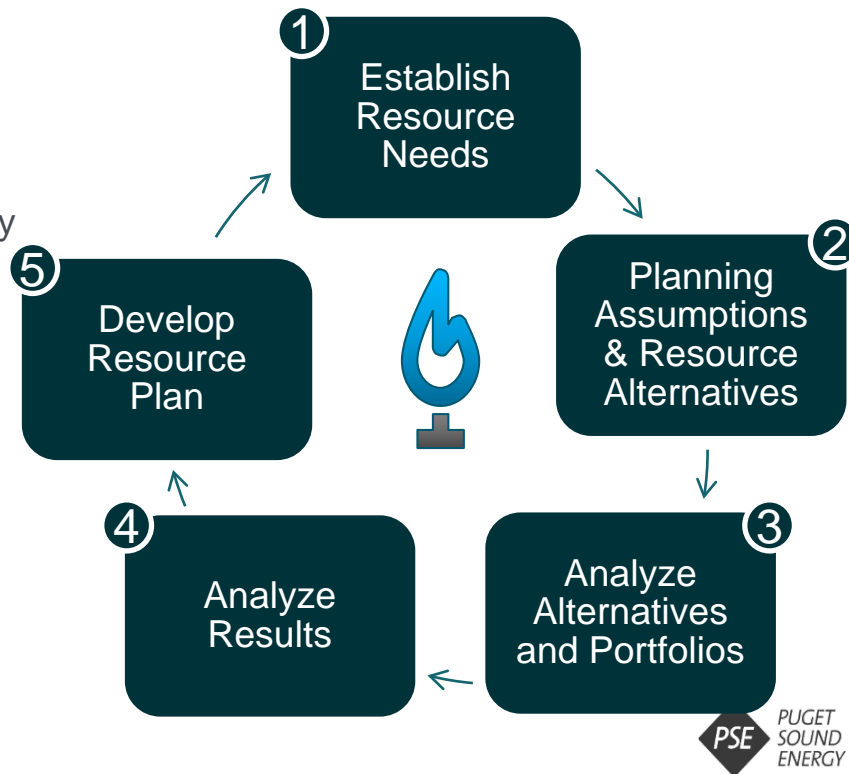 1
Establish
Resource
Needs
y
2
Planning
Assumptions
& Resource
Alternatives
3
Analyze
Alternatives
and Portfolios
4
Analyze
Results
5
Develop
Resource
Plan
PSE
PUGET
SOUND
ENERGY